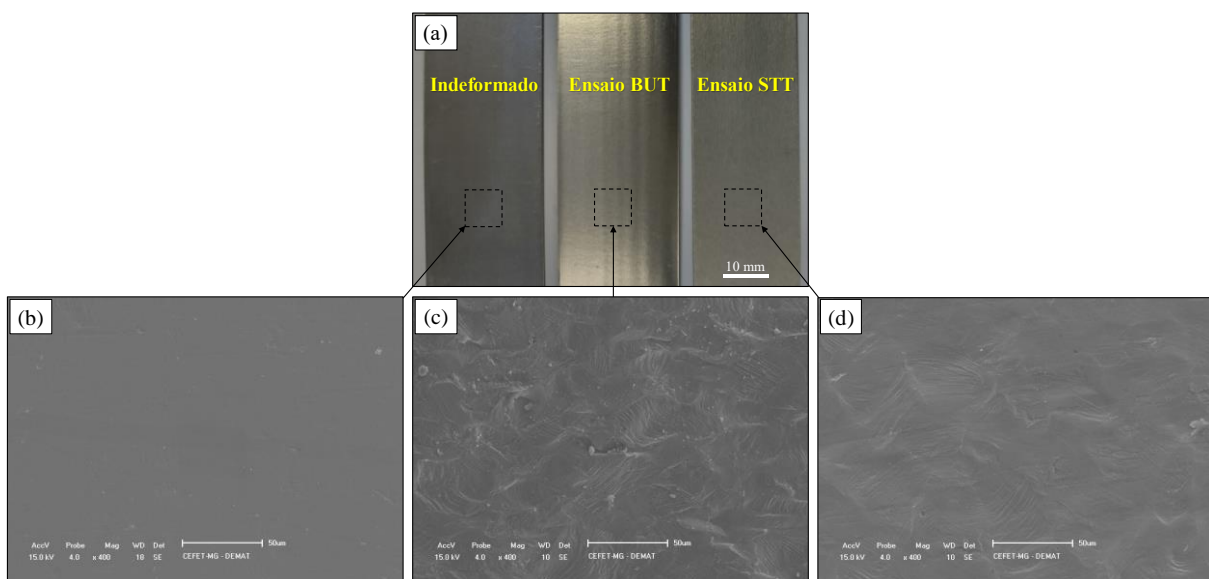 (a)
Indeformado Ensaio BUT Ensaio STT
10 mm
(b) (c) (d)
AccV Probe Mag WD Det 50um
15.0 kV 4.0 x 400 10 SE CEFET-MG - DEMAT
AccV Probe Mag WD Det 50um
15.0 kV 4.0 x 400 10 SE CEFET-MG - DEMAT
AccV Probe Mag WD Det 50um
15.0 kV 4.0 x 400 10 SE CEFET-MG - DEMAT